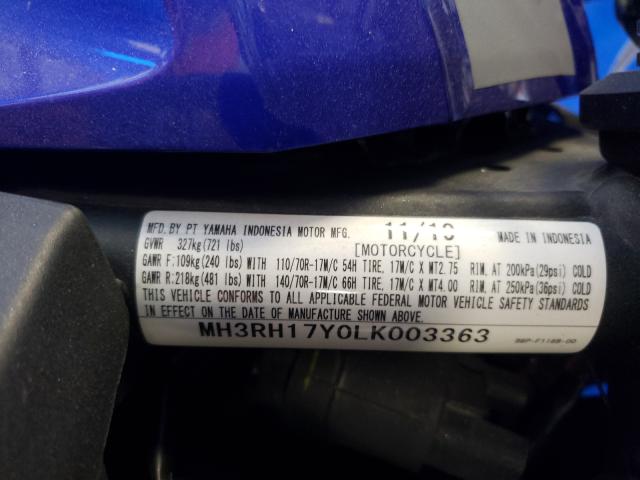 MFD. BY PT YAMAHA INDONESIA MOTOR MFG. 11/19 MADE IN INDONESIA
GVWR 327kg(721 lbs) [MOTORCYCLE]
GAWR F:109kg(240 lbs) WITH 110/70R-17M/C 54H TIRE, 17M/C X MT2.75 RIM, AT 200kPa(29psi) COLD
GAWR R:218kg(481 lbs) WITH 140/70R-17M/C 66H TIRE, 17M/C X MT4.00 RIM, AT 250kPa(36psi) COLD
THIS VEHICLE CONFORMS TO ALL APPLICABLE FEDERAL MOTOR VEHICLE SAFETY STANDARDS
IN EFFECT ON THE DATE OF MANUFACTURE SHOWN ABOVE.
MH3RH17Y0LK003363